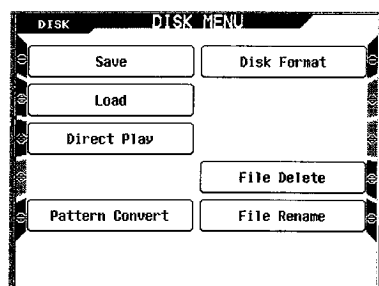 DISK DISK MENU
Save Disk Format
Load
Direct Play
File Delete
Pattern Convert File Rename